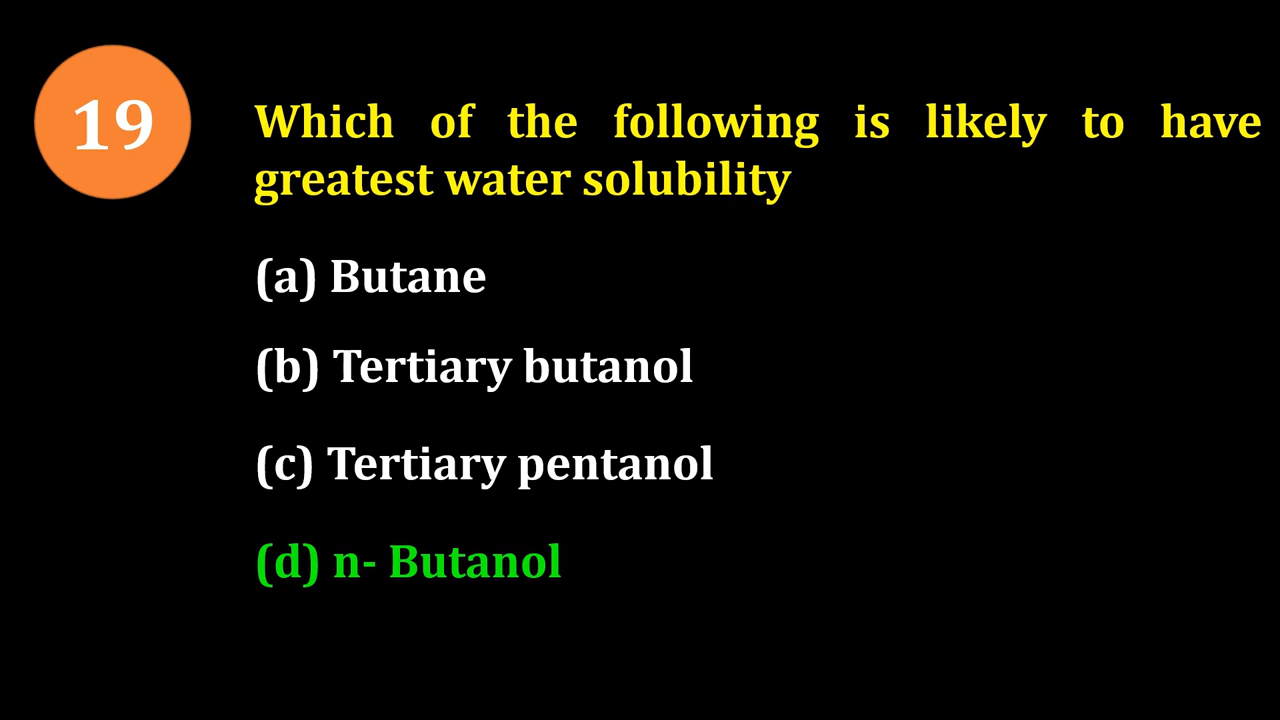 19
Which of the following is likely to have
greatest water solubility
(a) Butane
(b) Tertiary butanol
(c) Tertiary pentanol
(d) n- Butanol